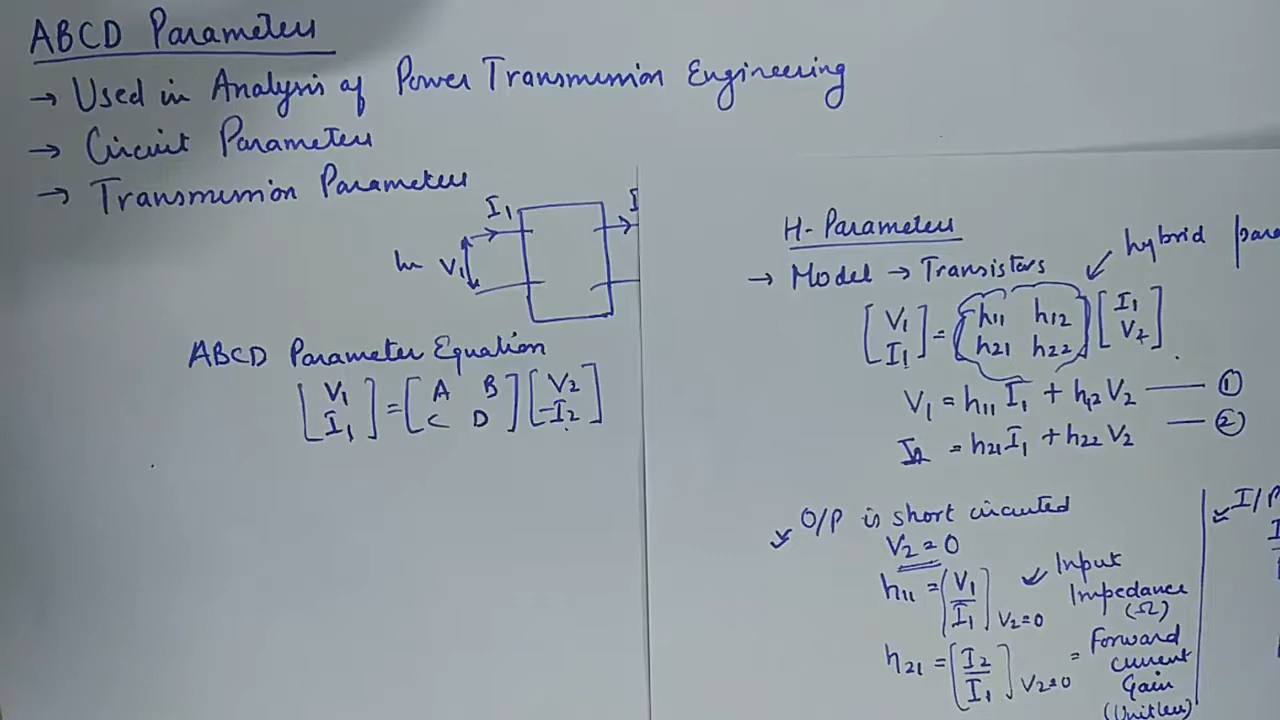 ABCD Parameters
→ Used in Analysis of Power Transmission Engineering
→ Circuit Parameters
→ Transmission Parameters
I1 I
V1
ABCD Parameter Equation
[V1 I1] = [A B C D] [V2 -I2]
H-Parameters
hybrid para
→ Model → Transistors
[V1 I1] = [h11 h12 h21 h22] [I1 V2]
V1 = h11 I1 + h12 V2 —— ①
I2 = h21 I1 + h22 V2 —— ②
O/P is short circuited
V2 = 0
h11 = [V1/I1] V2=0 Input Impedance (Ω)
h21 = [I2/I1] V2=0 = Forward current Gain (Unitless)
I/P